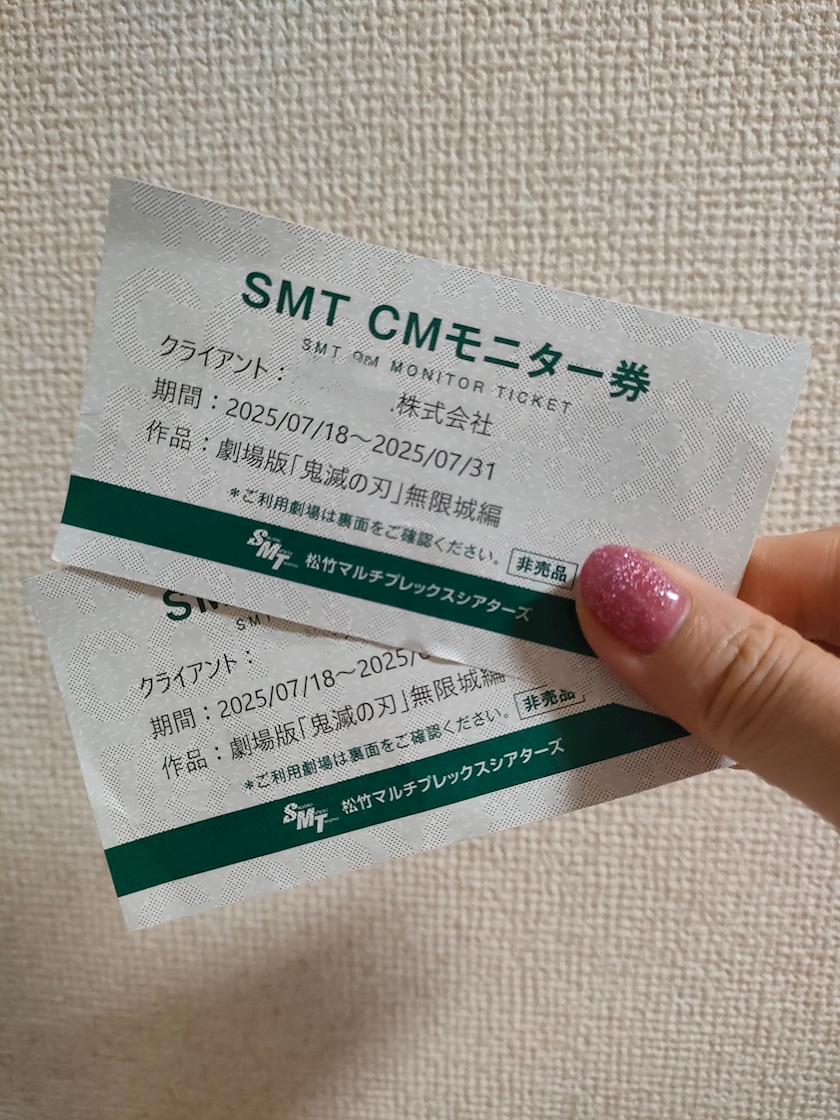 SMT CMモニター券
SMT CM MONITOR TICKET
クライアント：
.株式会社
期間：2025/07/18～2025/07/31
作品：劇場版「鬼滅の刃」無限城編
*ご利用劇場は裏面をご確認ください。
非売品
SMT 松竹マルチプレックスシアターズ
クライアント：
期間：2025/07/18～2025/
作品：劇場版「鬼滅の刃」無限城編
*ご利用劇場は裏面をご確認ください。
非売品
SMT 松竹マルチプレックスシアターズ